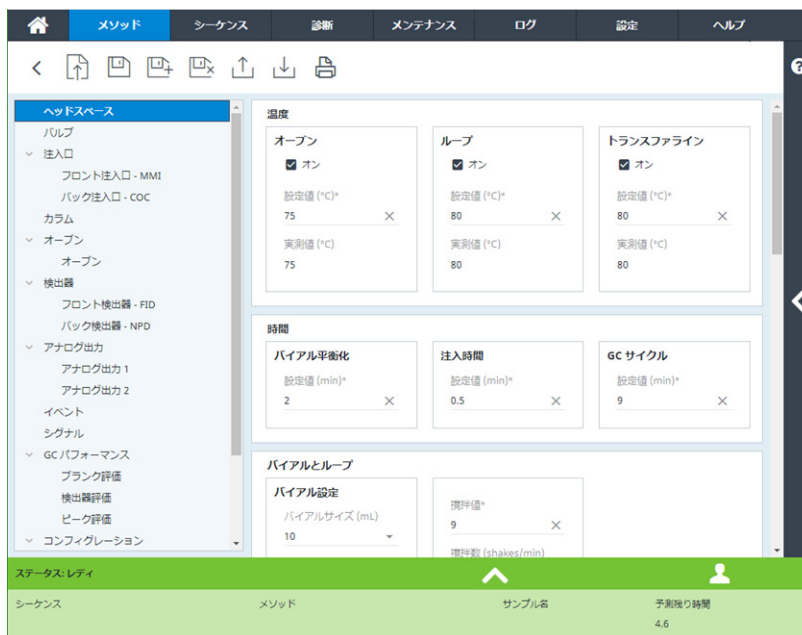 メソッド シーケンス 診断 メンテナンス ログ 設定 ヘルプ
?
ヘッドスペース
バルブ
注入口
フロント注入口 - MMI
バック注入口 - COC
カラム
オーブン
オーブン
検出器
フロント検出器 - FID
バック検出器 - NPD
アナログ出力
アナログ出力 1
アナログ出力 2
イベント
シグナル
GC パフォーマンス
ブランク評価
検出器評価
ピーク評価
コンフィグレーション
温度
オーブン
オン
設定値 (°C)*
75
実測値 (°C)
75
ループ
オン
設定値 (°C)*
80
実測値 (°C)
80
トランスファライン
オン
設定値 (°C)*
80
実測値 (°C)
80
時間
バイアル平衡化
設定値 (min)*
2
注入時間
設定値 (min)*
0.5
GC サイクル
設定値 (min)*
9
バイアルとループ
バイアル設定
バイアルサイズ (mL)
10
攪拌値*
9
攪拌数 (shakes/min)
ステータス: レディ
シーケンス メソッド サンプル名 予測残り時間
4.6